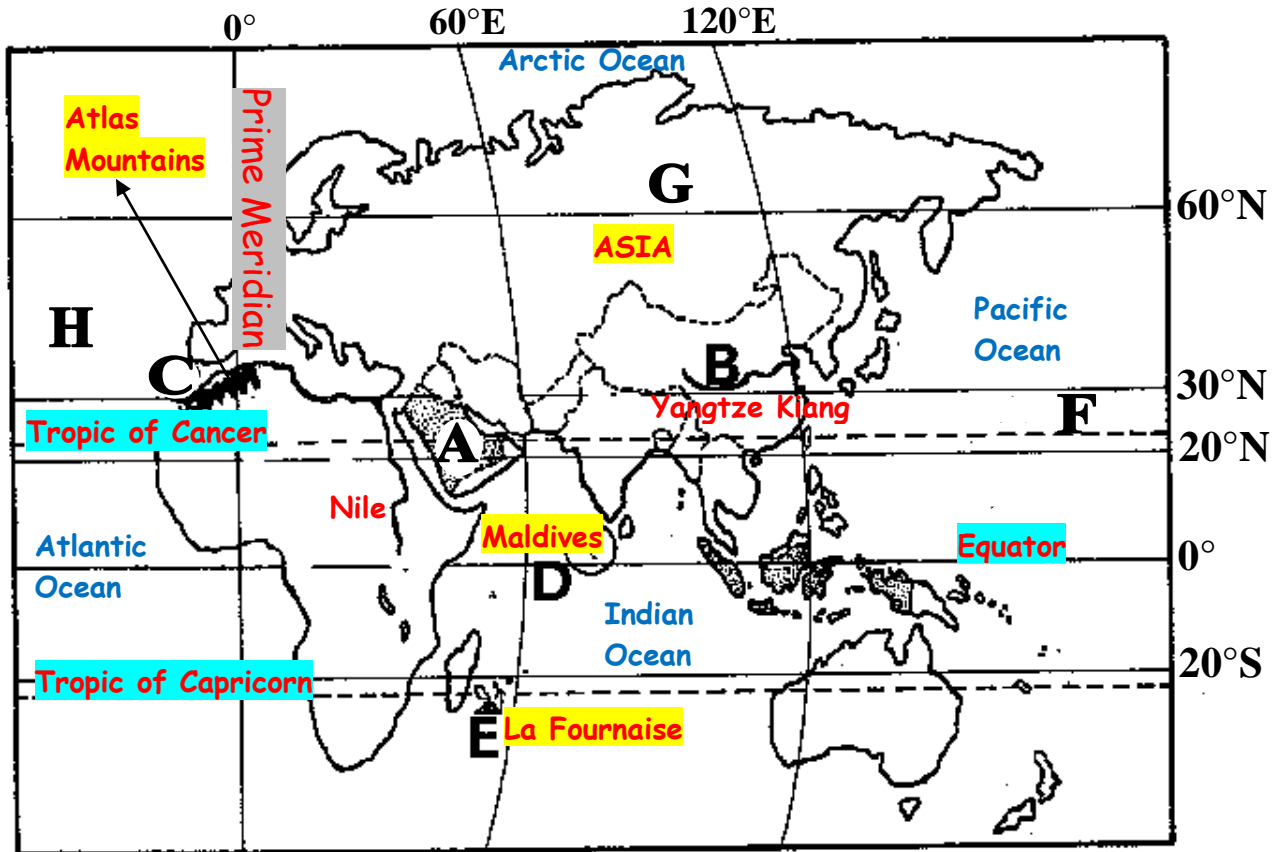 0°
60°E
120°E
Arctic Ocean
Atlas
Mountains
Prime Meridian
G
60°N
ASIA
H
Pacific
Ocean
C
B
30°N
Yangtze Kiang
F
Tropic of Cancer
A
20°N
Nile
Maldives
Atlantic
Ocean
Equator
0°
D
Indian
Ocean
20°S
Tropic of Capricorn
E
La Fournaise